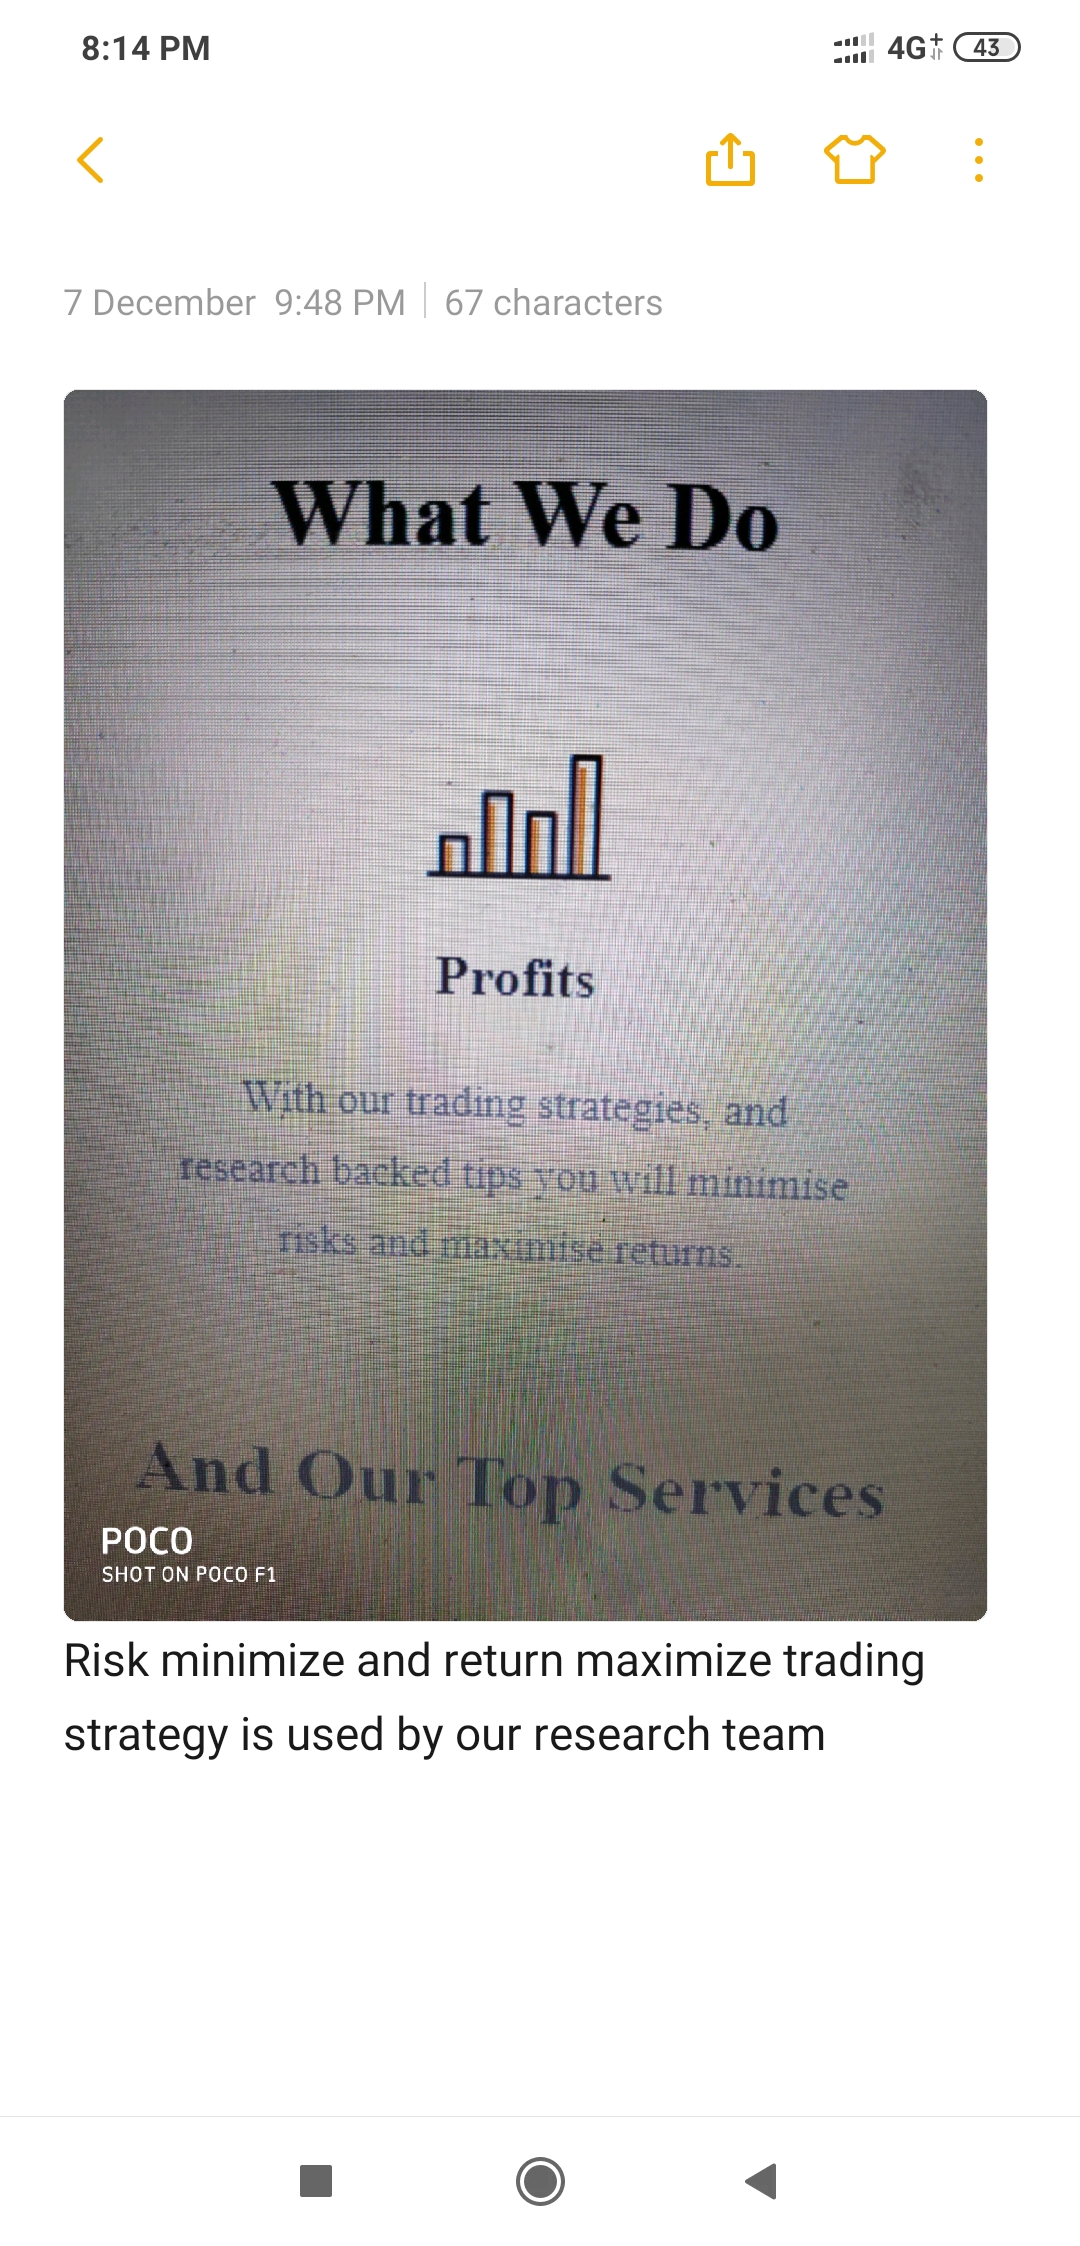 8:14 PM
4G+
43
7 December 9:48 PM | 67 characters
What We Do
Profits
With our trading strategies, and
research backed tips you will minimise
risks and maximise returns.
And Our Top Services
POCO
SHOT ON POCO F1
Risk minimize and return maximize trading
strategy is used by our research team